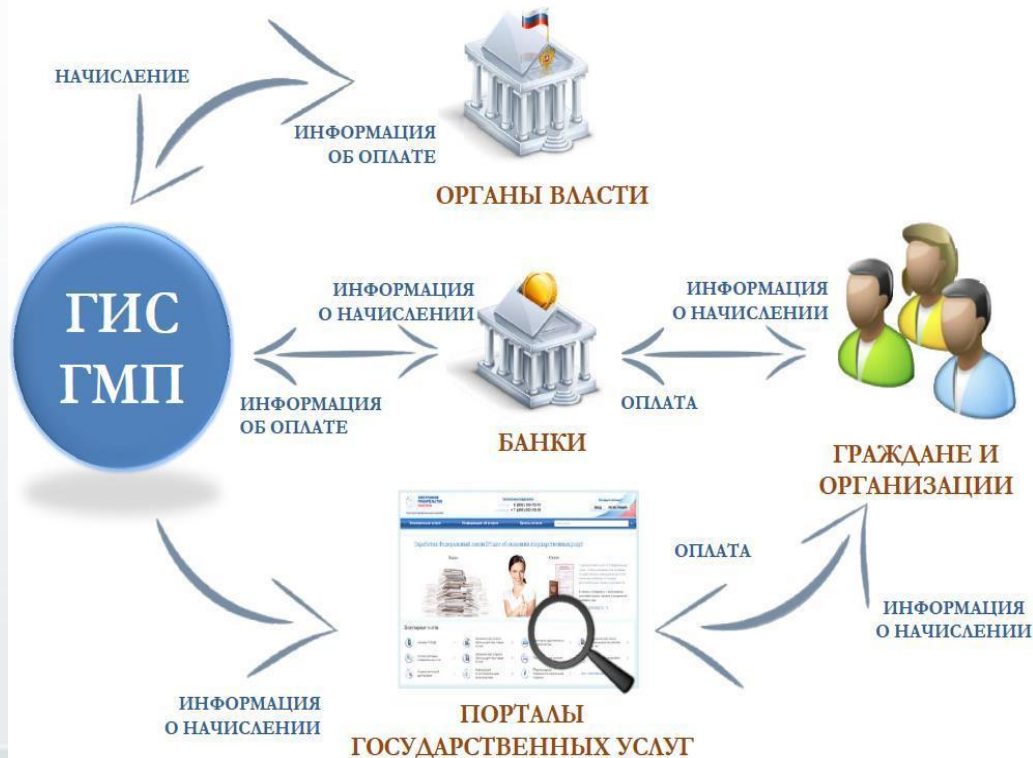 НАЧИСЛЕНИЕ
ИНФОРМАЦИЯ
ОБ ОПЛАТЕ
ОРГАНЫ ВЛАСТИ
ГИС
ГМП
ИНФОРМАЦИЯ
О НАЧИСЛЕНИИ
ИНФОРМАЦИЯ
ОБ ОПЛАТЕ
БАНКИ
ИНФОРМАЦИЯ
О НАЧИСЛЕНИИ
ОПЛАТА
ГРАЖДАНЕ И
ОРГАНИЗАЦИИ
ОПЛАТА
ИНФОРМАЦИЯ
О НАЧИСЛЕНИИ
ИНФОРМАЦИЯ
О НАЧИСЛЕНИИ
ПОРТАЛЫ
ГОСУДАРСТВЕННЫХ УСЛУГ